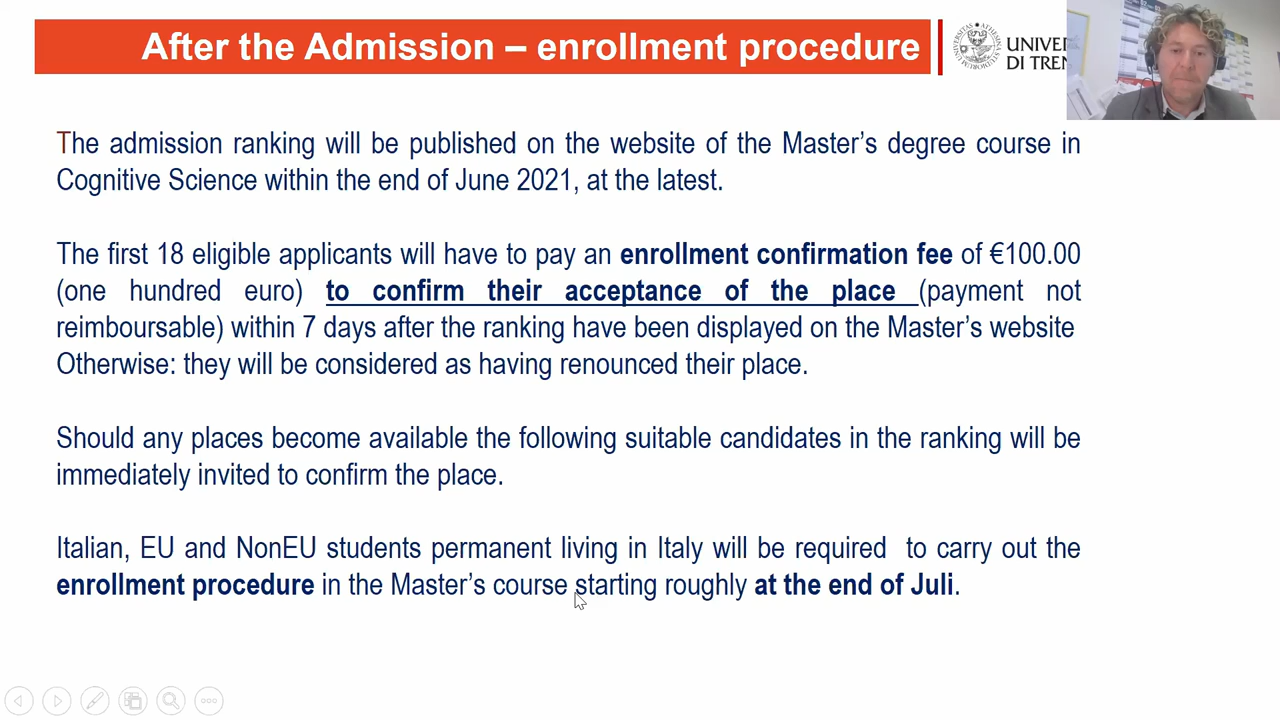 After the Admission – enrollment procedure
UNIVER
DI TREN
The admission ranking will be published on the website of the Master's degree course in
Cognitive Science within the end of June 2021, at the latest.
The first 18 eligible applicants will have to pay an enrollment confirmation fee of €100.00
(one hundred euro) to confirm their acceptance of the place (payment not
reimboursable) within 7 days after the ranking have been displayed on the Master's website
Otherwise: they will be considered as having renounced their place.
Should any places become available the following suitable candidates in the ranking will be
immediately invited to confirm the place.
Italian, EU and NonEU students permanent living in Italy will be required to carry out the
enrollment procedure in the Master's course starting roughly at the end of Juli.